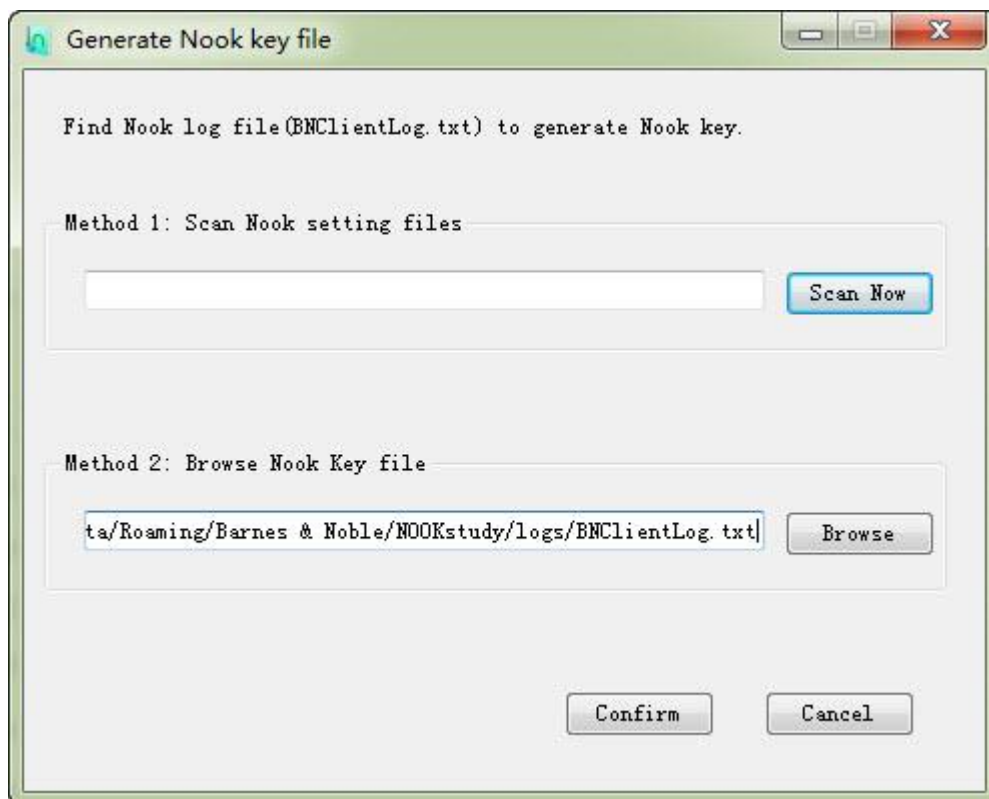 Generate Nook key file
Find Nook log file(BNClientLog.txt) to generate Nook key.
Method 1: Scan Nook setting files
Scan Now
Method 2: Browse Nook Key file
ta/Roaming/Barnes & Noble/NOOKstudy/logs/BNClientLog.txt
Browse
Confirm
Cancel